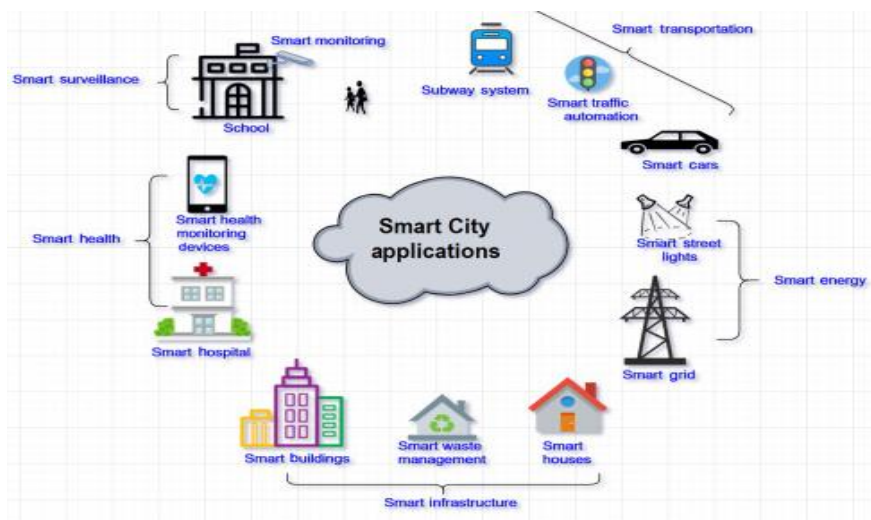 Smart monitoring
Smart transportation
Smart surveillance
Subway system
Smart traffic
automation
School
Smart cars
Smart health
monitoring
devices
Smart health
Smart City
applications
Smart street
lights
Smart energy
Smart hospital
Smart grid
Smart buildings
Smart waste
management
Smart
houses
Smart infrastructure